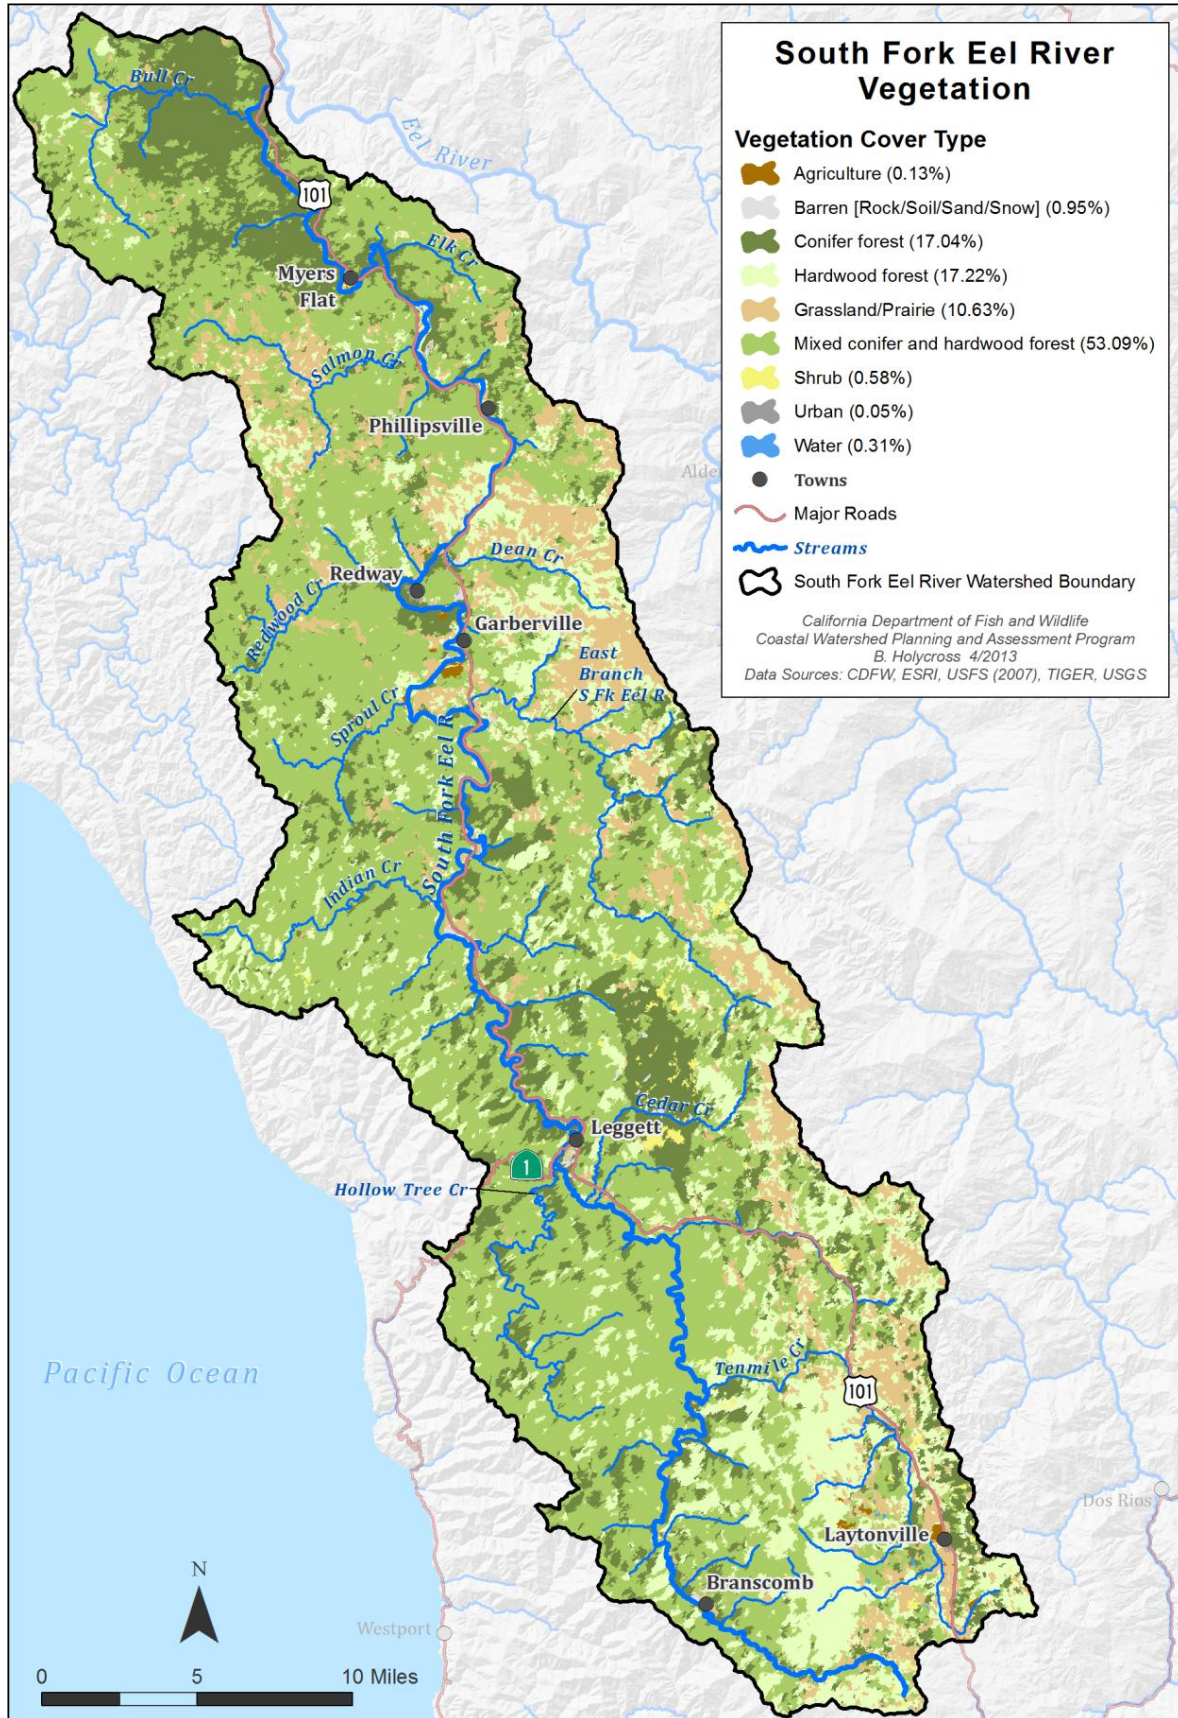 South Fork Eel River
Vegetation
Vegetation Cover Type
Agriculture (0.13%)
Barren [Rock/Soil/Sand/Snow] (0.95%)
Conifer forest (17.04%)
Hardwood forest (17.22%)
Grassland/Prairie (10.63%)
Mixed conifer and hardwood forest (53.09%)
Shrub (0.58%)
Urban (0.05%)
Water (0.31%)
Towns
Major Roads
Streams
South Fork Eel River Watershed Boundary
California Department of Fish and Wildlife
Coastal Watershed Planning and Assessment Program
B. Holycross 4/2013
Data Sources: CDFW, ESRI, USFS (2007), TIGER, USGS
Bull Cr
Eel River
101
Elk Cr
Myers
Flat
Salmon Cr
Phillipsville
Alde
Dean Cr
Redway
Redwood Cr
Garberville
East
Branch
S Fk Eel R
Sproul Cr
South Fork Eel R
Indian Cr
Cedar Cr
Leggett
1
Hollow Tree Cr
Pacific Ocean
Tenmile Cr
101
Dos Rios
Laytonville
Branscomb
Westport
N
0 5 10 Miles